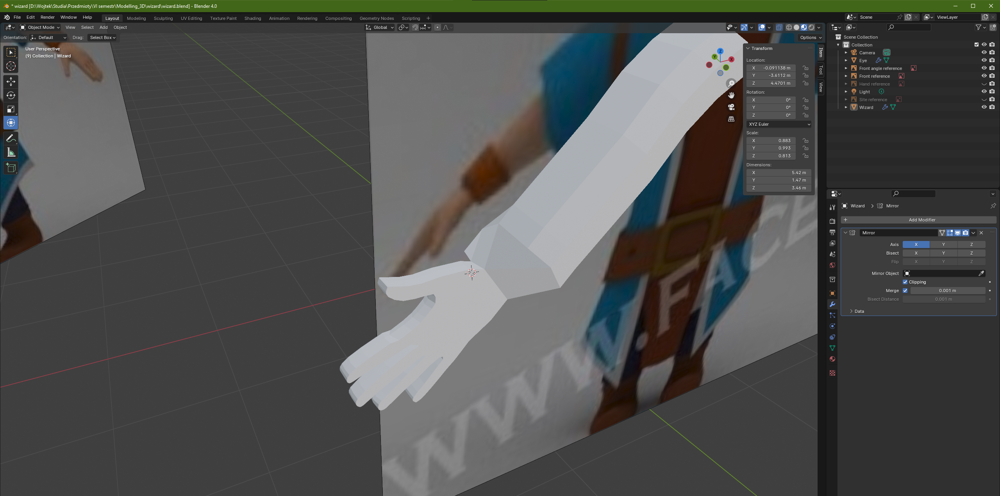 * wizard [D:\Wojtek\Studia\Przedmioty\VI semestr\Modelling_3D\wizard\wizard.blend] - Blender 4.0
File Edit Render Window Help Layout Modeling Sculpting UV Editing Texture Paint Shading Animation Rendering Compositing Geometry Nodes Scripting + Scene ViewLayer
Object Mode View Select Add Object Global
Orientation: Default Drag: Select Box Options
User Perspective
(9) Collection | Wizard
Z
Y
X
Item
Tool
View
Transform
Location:
X -0.091138 m
Y -3.6112 m
Z 4.4701 m
Rotation:
X 0°
Y 0°
Z 0°
XYZ Euler
Scale:
X 0.883
Y 0.993
Z 0.813
Dimensions:
X 5.42 m
Y 1.47 m
Z 3.46 m
WWW.FACE
Scene Collection
Collection
Camera
Eye
Front angle reference
Front reference
Hand reference
Light
Site reference
Wizard
Wizard > Mirror
+ Add Modifier
Mirror
Axis X Y Z
Bisect X Y Z
Flip X Y Z
Mirror Object
Clipping
Merge 0.001 m
Bisect Distance 0.001 m
Data